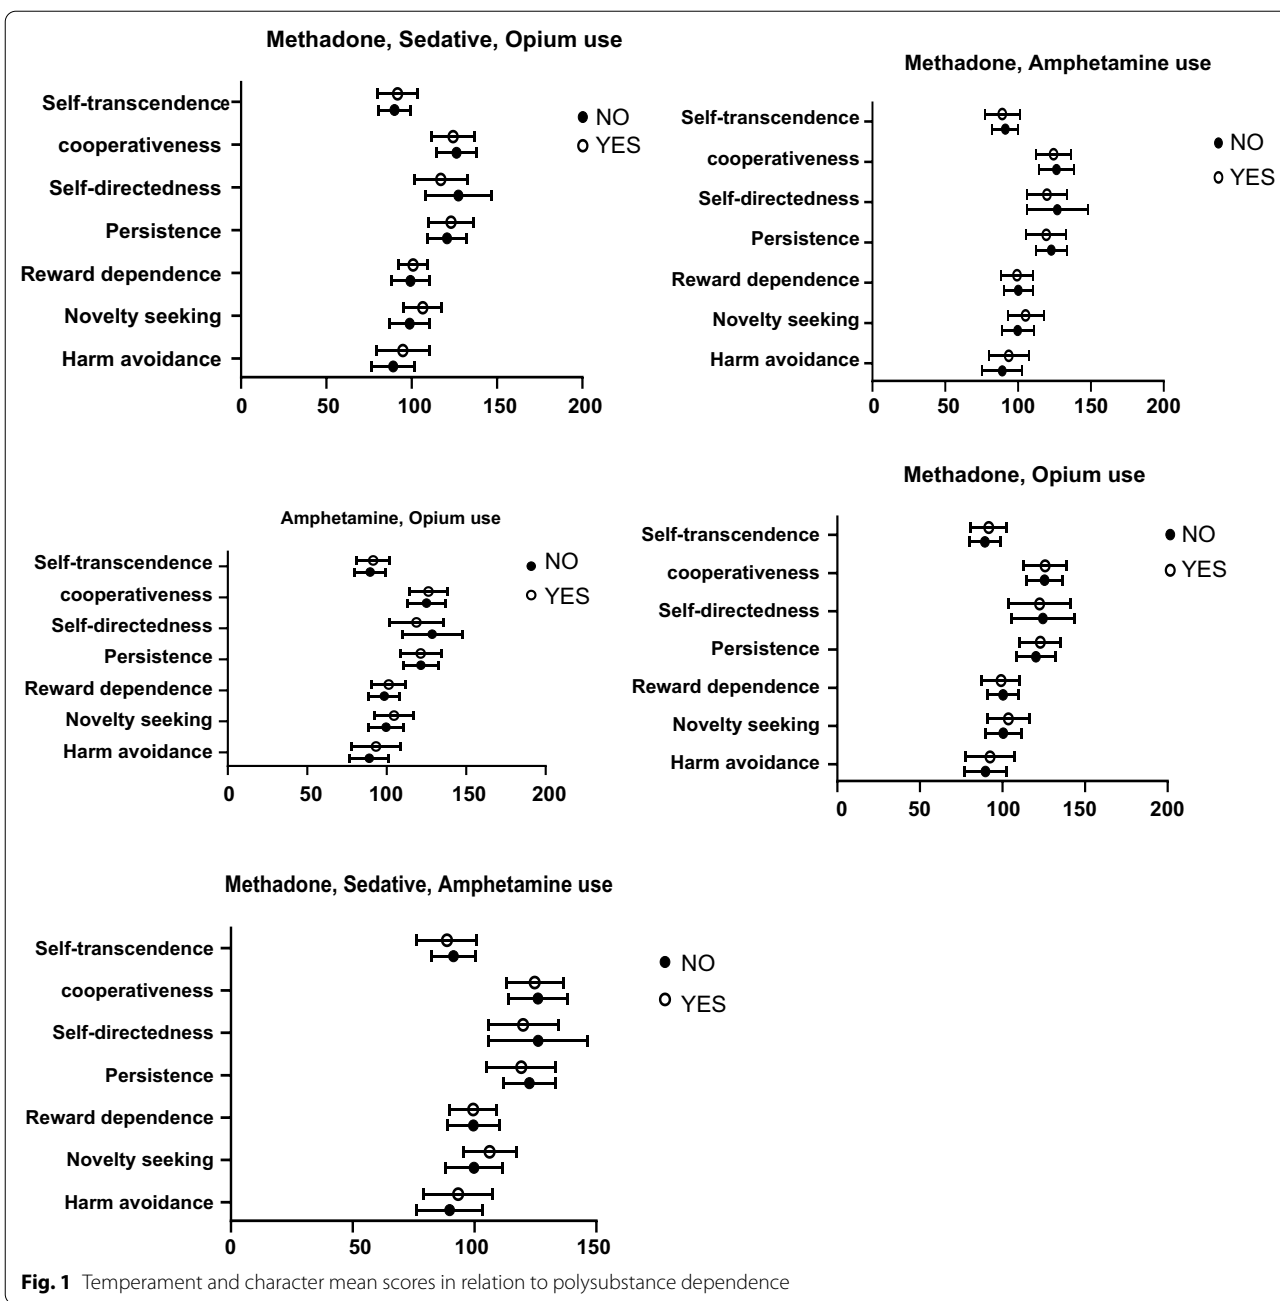 Methadone, Sedative, Opium use
Self-transcendence
cooperativeness
Self-directedness
Persistence
Reward dependence
Novelty seeking
Harm avoidance
0 50 100 150 200
NO
YES
Methadone, Amphetamine use
Self-transcendence
cooperativeness
Self-directedness
Persistence
Reward dependence
Novelty seeking
Harm avoidance
0 50 100 150 200
NO
YES
Amphetamine, Opium use
Self-transcendence
cooperativeness
Self-directedness
Persistence
Reward dependence
Novelty seeking
Harm avoidance
0 50 100 150 200
NO
YES
Methadone, Opium use
Self-transcendence
cooperativeness
Self-directedness
Persistence
Reward dependence
Novelty seeking
Harm avoidance
0 50 100 150 200
NO
YES
Methadone, Sedative, Amphetamine use
Self-transcendence
cooperativeness
Self-directedness
Persistence
Reward dependence
Novelty seeking
Harm avoidance
0 50 100 150
NO
YES
Fig. 1 Temperament and character mean scores in relation to polysubstance dependence